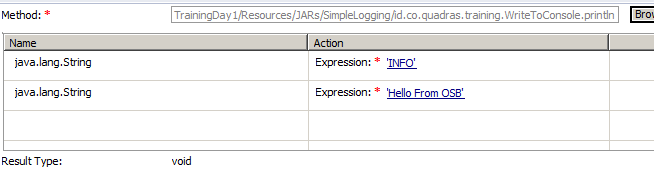 Method: * TrainingDay1/Resources/JARs/SimpleLogging/id.co.quadras.training.WriteToConsole.println
Name Action
java.lang.String Expression: * 'INFO'
java.lang.String Expression: * 'Hello From OSB'
Result Type: void